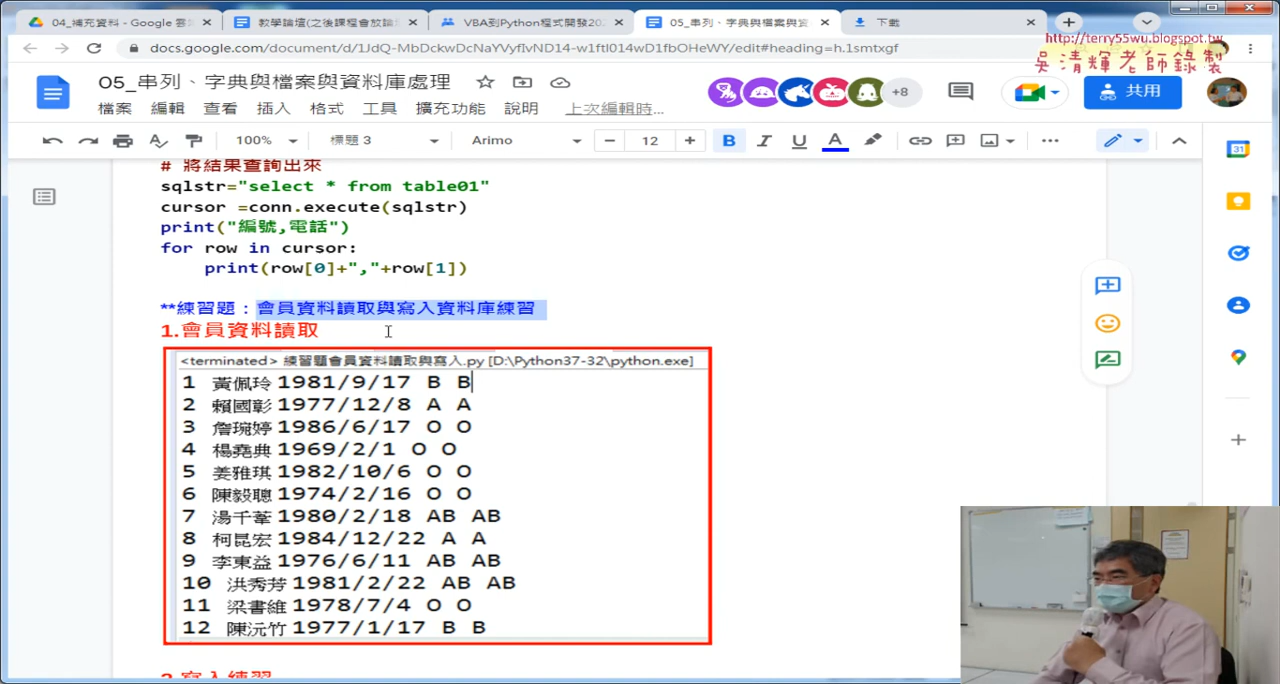 04_補充資料 - Google 雲
教學論壇(之後課程會放論
VBA到Python程式開發202
05_串列、字典與檔案與資
下載
docs.google.com/document/d/1JdQ-MbDckwDcNaYVyfIvND14-w1ftl014wD1fbOHeWY/edit#heading=h.1smtxgf
http://terry55wu.blogspot.tw
吳清輝老師錄製
05_串列、字典與檔案與資料庫處理
+8
共用
檔案 編輯 查看 插入 格式 工具 擴充功能 說明 上次編輯時...
100% 標題 3 Arimo 12 B I U A
# 將結果查詢出來
sqlstr="select * from table01"
cursor =conn.execute(sqlstr)
print("編號,電話")
for row in cursor:
print(row[0]+","+row[1])
**練習題：會員資料讀取與寫入資料庫練習
1.會員資料讀取
<terminated> 練習題會員資料讀取與寫入.py [D:\Python37-32\python.exe]
1 黃佩玲 1981/9/17 B B
2 賴國彰 1977/12/8 A A
3 詹琬婷 1986/6/17 O O
4 楊堯典 1969/2/1 O O
5 姜雅琪 1982/10/6 O O
6 陳毅聰 1974/2/16 O O
7 湯千葦 1980/2/18 AB AB
8 柯昆宏 1984/12/22 A A
9 李東益 1976/6/11 AB AB
10 洪秀芳 1981/2/22 AB AB
11 梁書維 1978/7/4 O O
12 陳沅竹 1977/1/17 B B
2.寫入練習
31